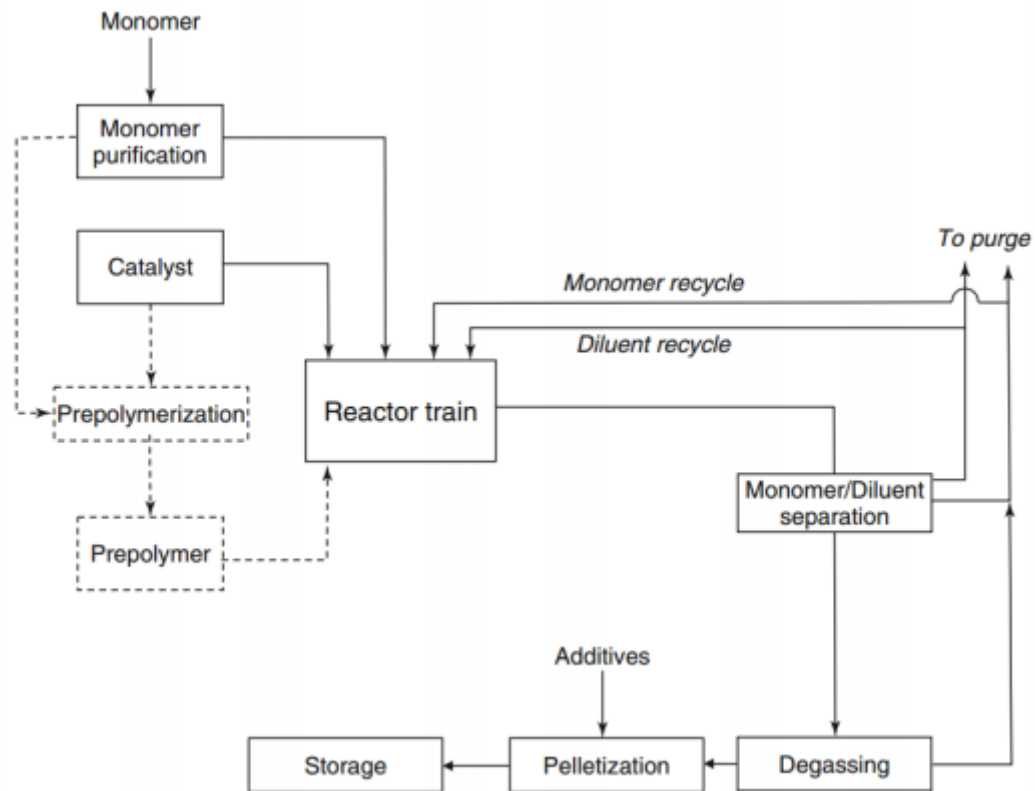 Monomer
Monomer
purification
Catalyst
To purge
Monomer recycle
Diluent recycle
Prepolymerization
Reactor train
Monomer/Diluent
separation
Prepolymer
Additives
Storage
Pelletization
Degassing